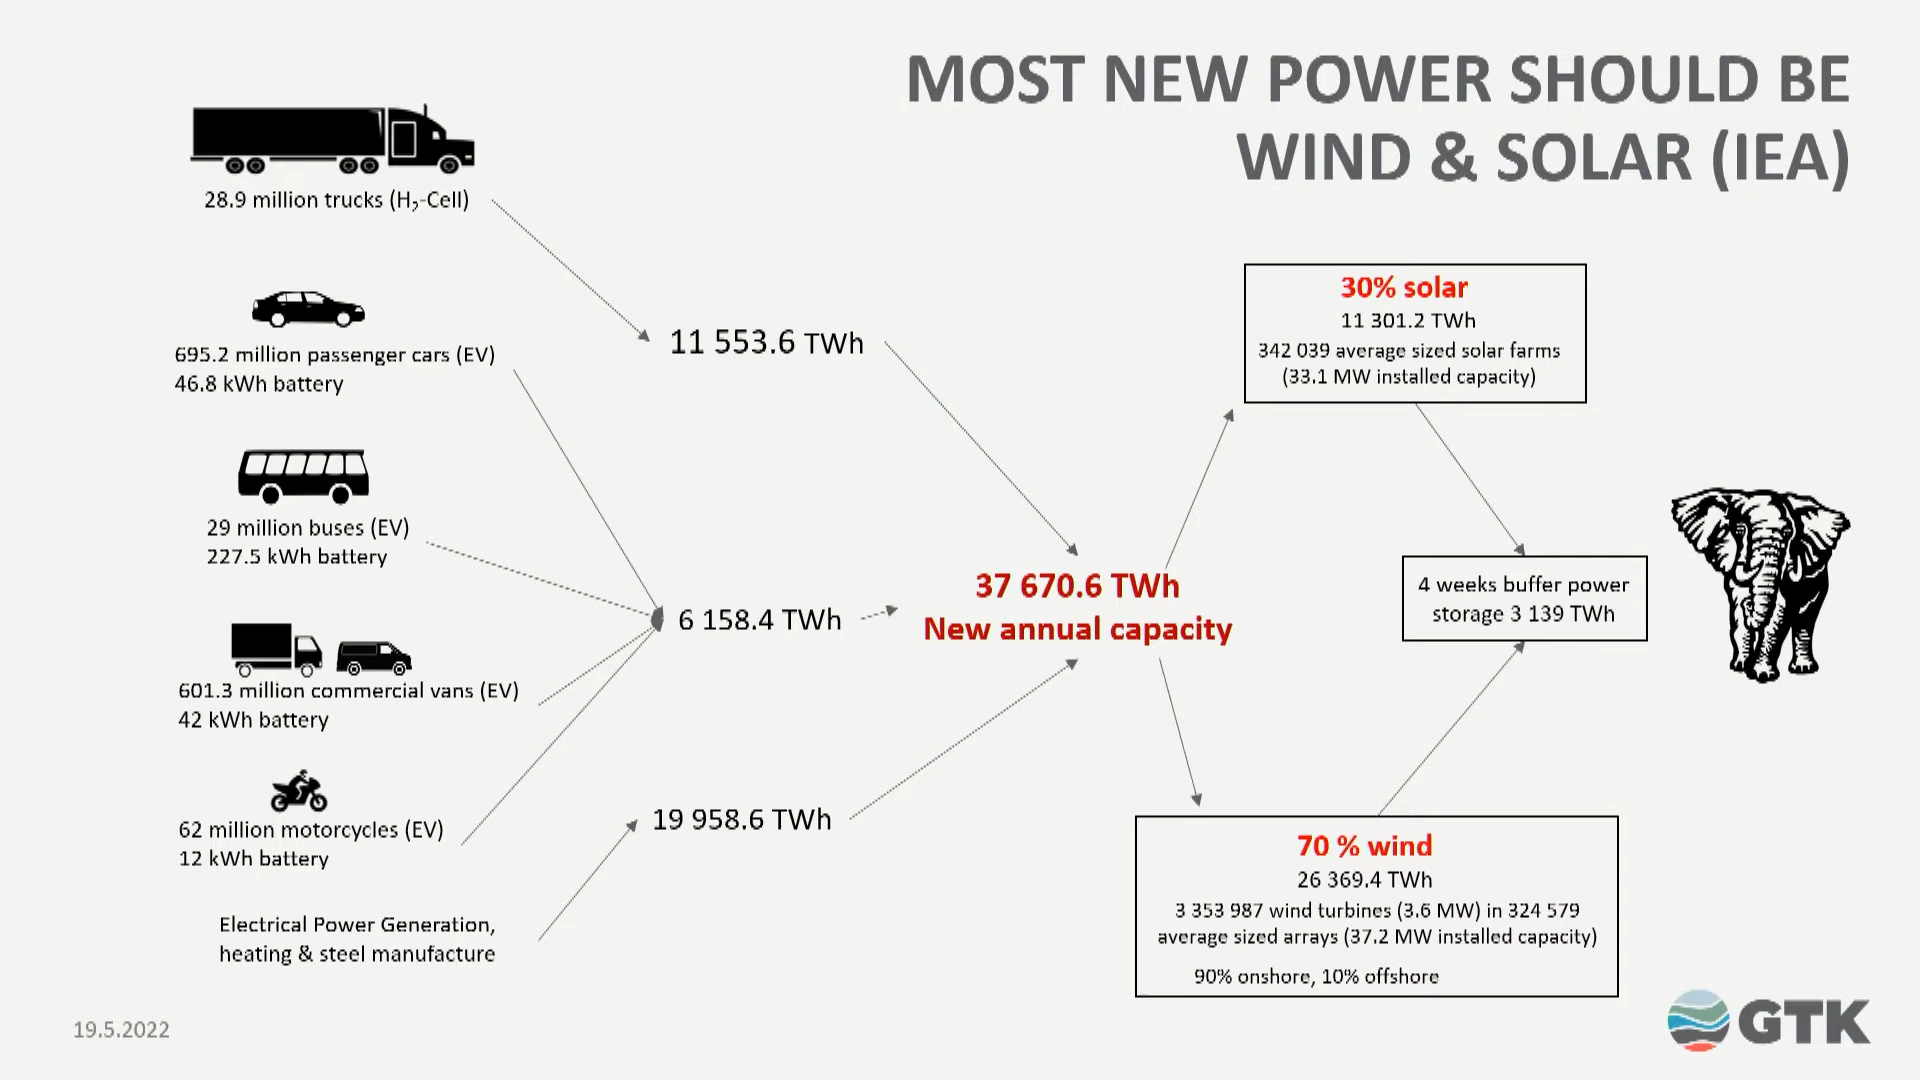 MOST NEW POWER SHOULD BE
WIND & SOLAR (IEA)
28.9 million trucks (H₂-Cell)
695.2 million passenger cars (EV)
46.8 kWh battery
29 million buses (EV)
227.5 kWh battery
601.3 million commercial vans (EV)
42 kWh battery
62 million motorcycles (EV)
12 kWh battery
Electrical Power Generation,
heating & steel manufacture
11 553.6 TWh
6 158.4 TWh
19 958.6 TWh
37 670.6 TWh
New annual capacity
30% solar
11 301.2 TWh
342 039 average sized solar farms
(33.1 MW installed capacity)
4 weeks buffer power
storage 3 139 TWh
70 % wind
26 369.4 TWh
3 353 987 wind turbines (3.6 MW) in 324 579
average sized arrays (37.2 MW installed capacity)
90% onshore, 10% offshore
19.5.2022
GTK